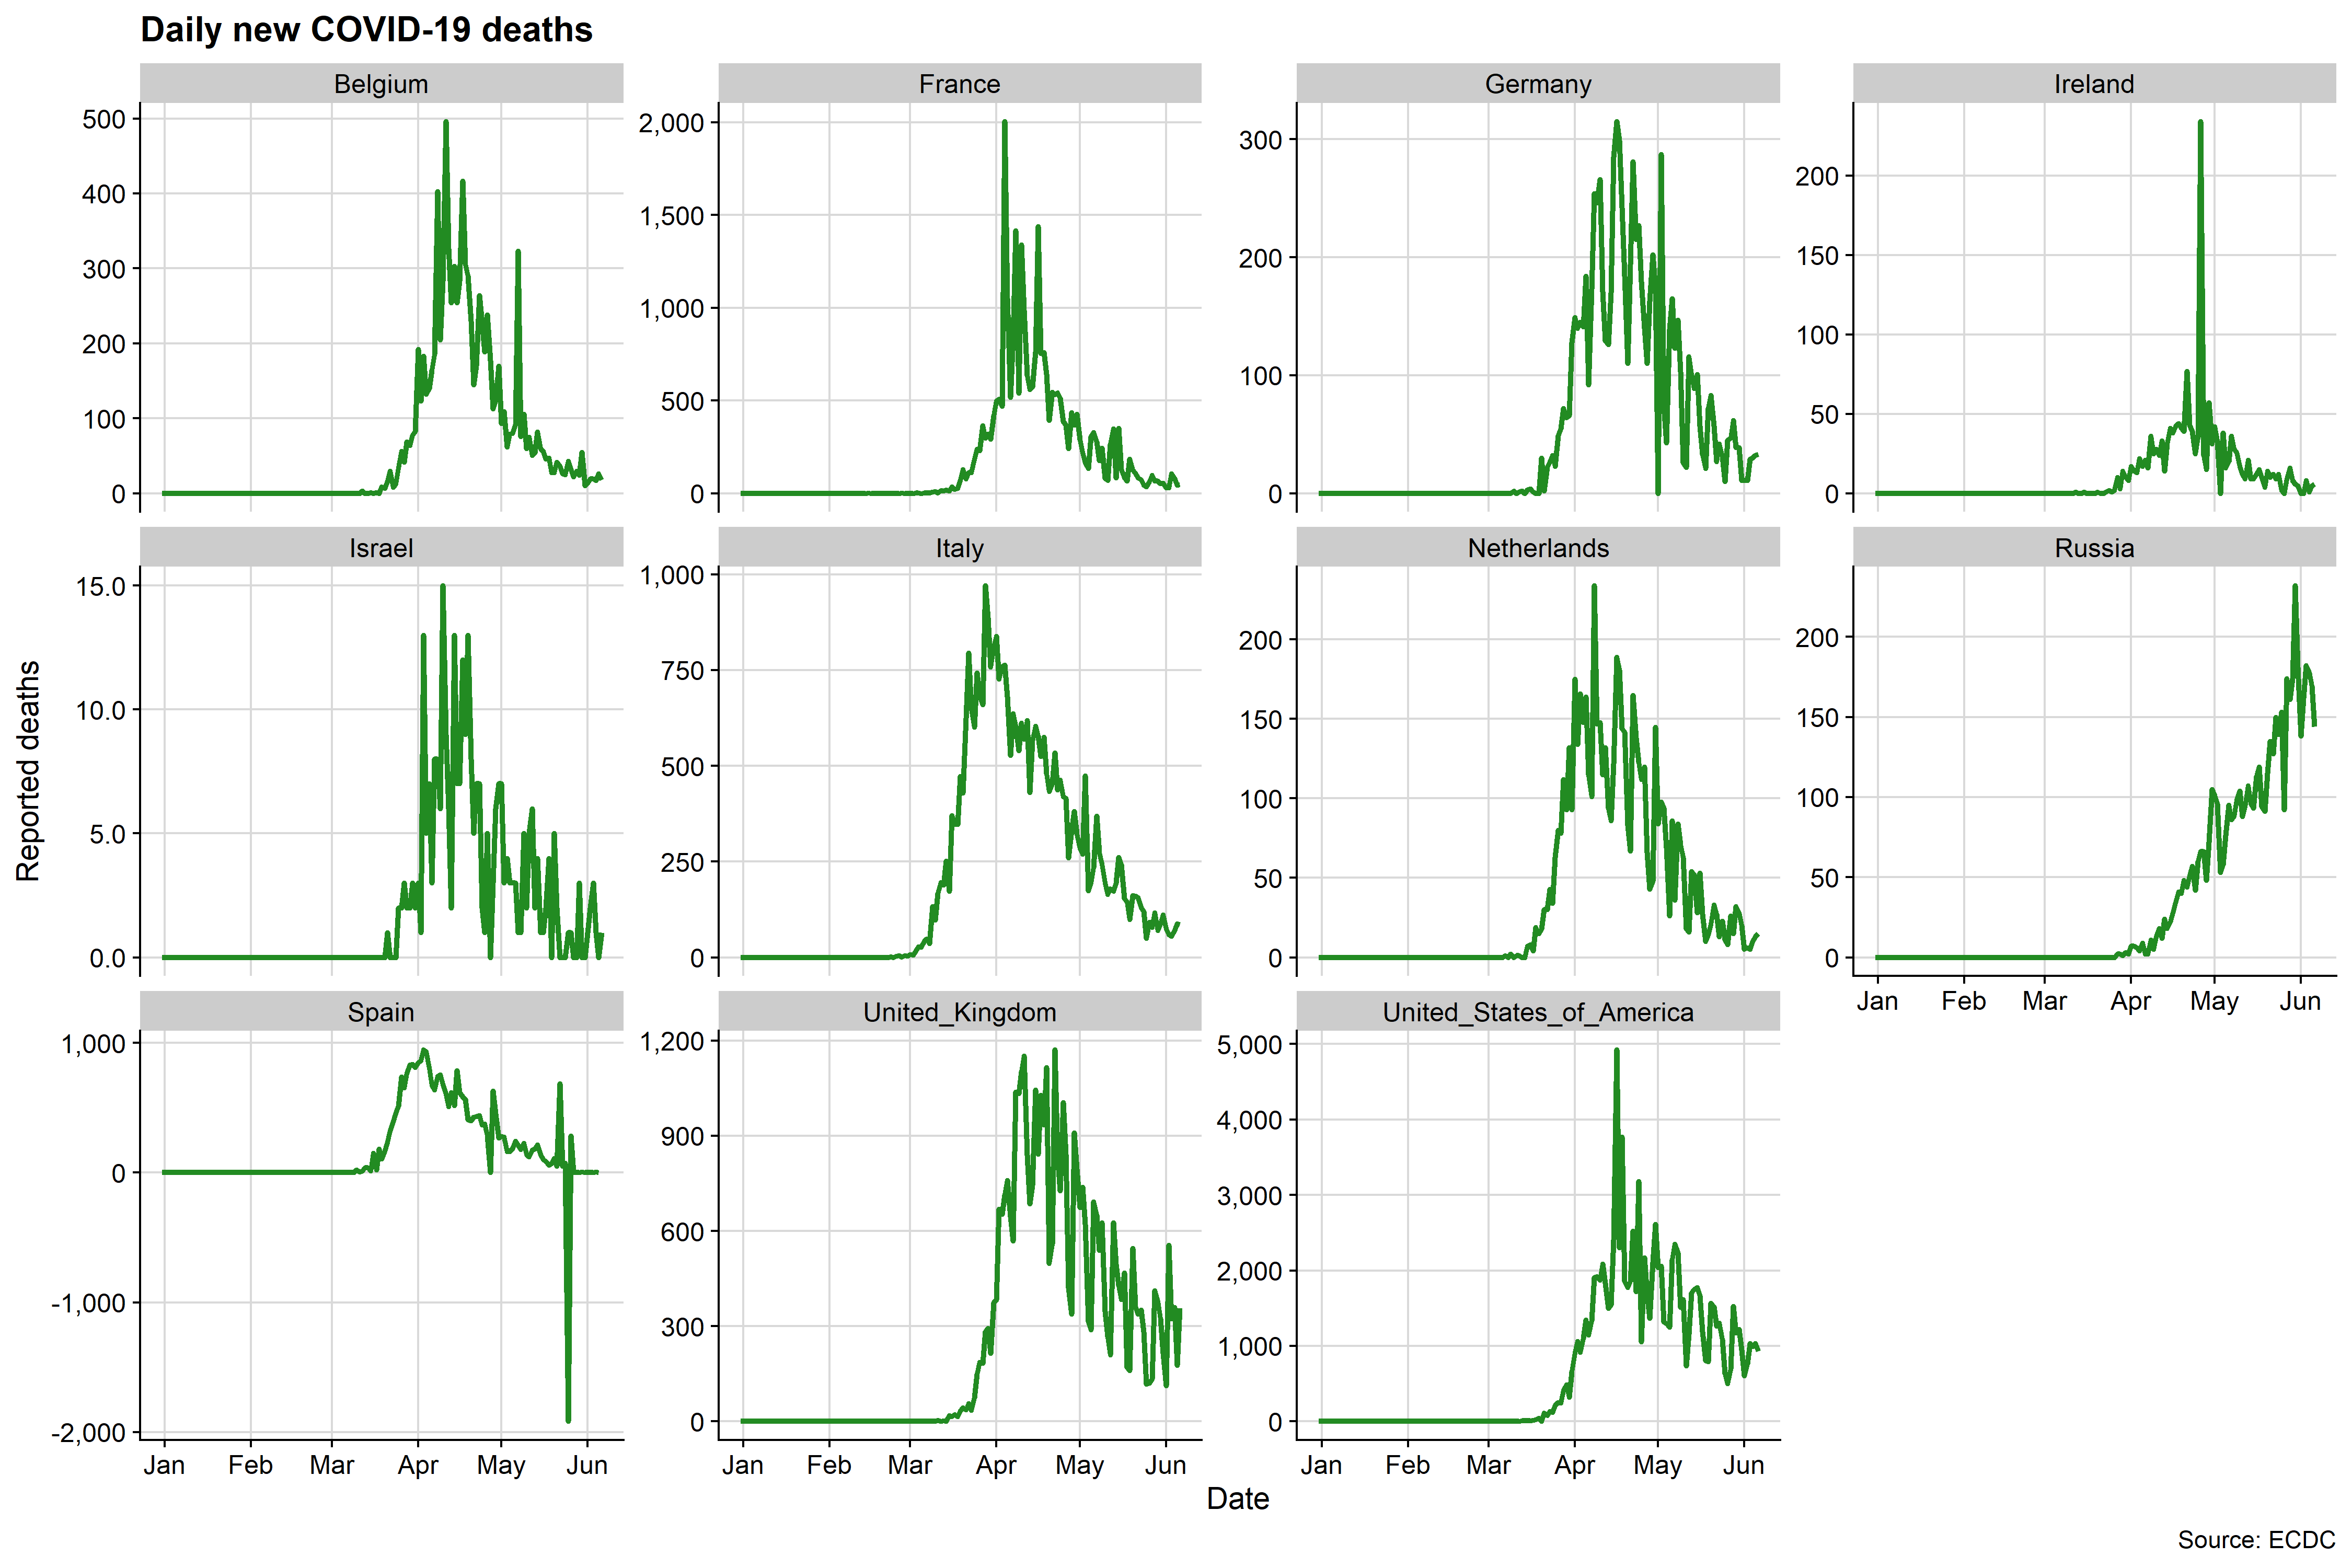 Daily new COVID-19 deaths
Belgium
France
Germany
Ireland
500
400
300
200
100
0
2,000
1,500
1,000
500
0
300
200
100
0
200
150
100
50
0
Israel
Italy
Netherlands
Russia
15.0
10.0
5.0
0.0
1,000
750
500
250
0
200
150
100
50
0
200
150
100
50
0
Jan Feb Mar Apr May Jun
Reported deaths
Spain
United_Kingdom
United_States_of_America
1,000
0
-1,000
-2,000
1,200
900
600
300
0
5,000
4,000
3,000
2,000
1,000
0
Jan Feb Mar Apr May Jun
Jan Feb Mar Apr May Jun
Jan Feb Mar Apr May Jun
Date
Source: ECDC